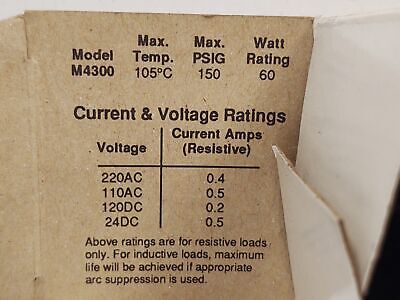 Max. Max. Watt
Model Temp. PSIG Rating
M4300 105°C 150 60
Current & Voltage Ratings
Current Amps
Voltage (Resistive)
220AC 0.4
110AC 0.5
120DC 0.2
24DC 0.5
Above ratings are for resistive loads
only. For inductive loads, maximum
life will be achieved if appropriate
arc suppression is used.